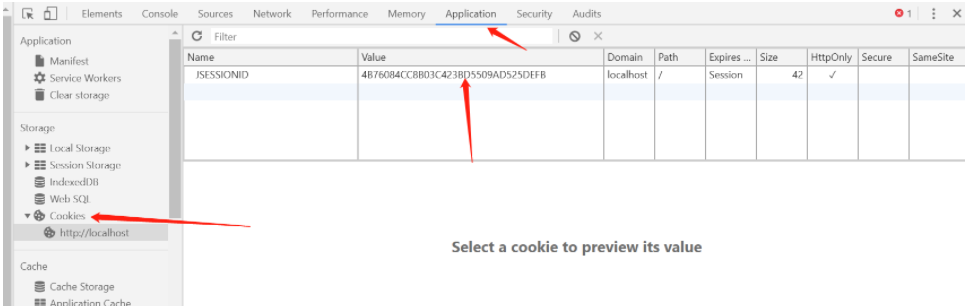 Elements Console Sources Network Performance Memory Application Security Audits 1
Application
Manifest
Service Workers
Clear storage
Storage
Local Storage
Session Storage
IndexedDB
Web SQL
Cookies
http://localhost
Cache
Cache Storage
Application Cache
Filter
Name Value Domain Path Expires ... Size HttpOnly Secure SameSite
JSESSIONID 4B76084CC8B03C423BD5509AD525DEFB localhost / Session 42 ✓
Select a cookie to preview its value